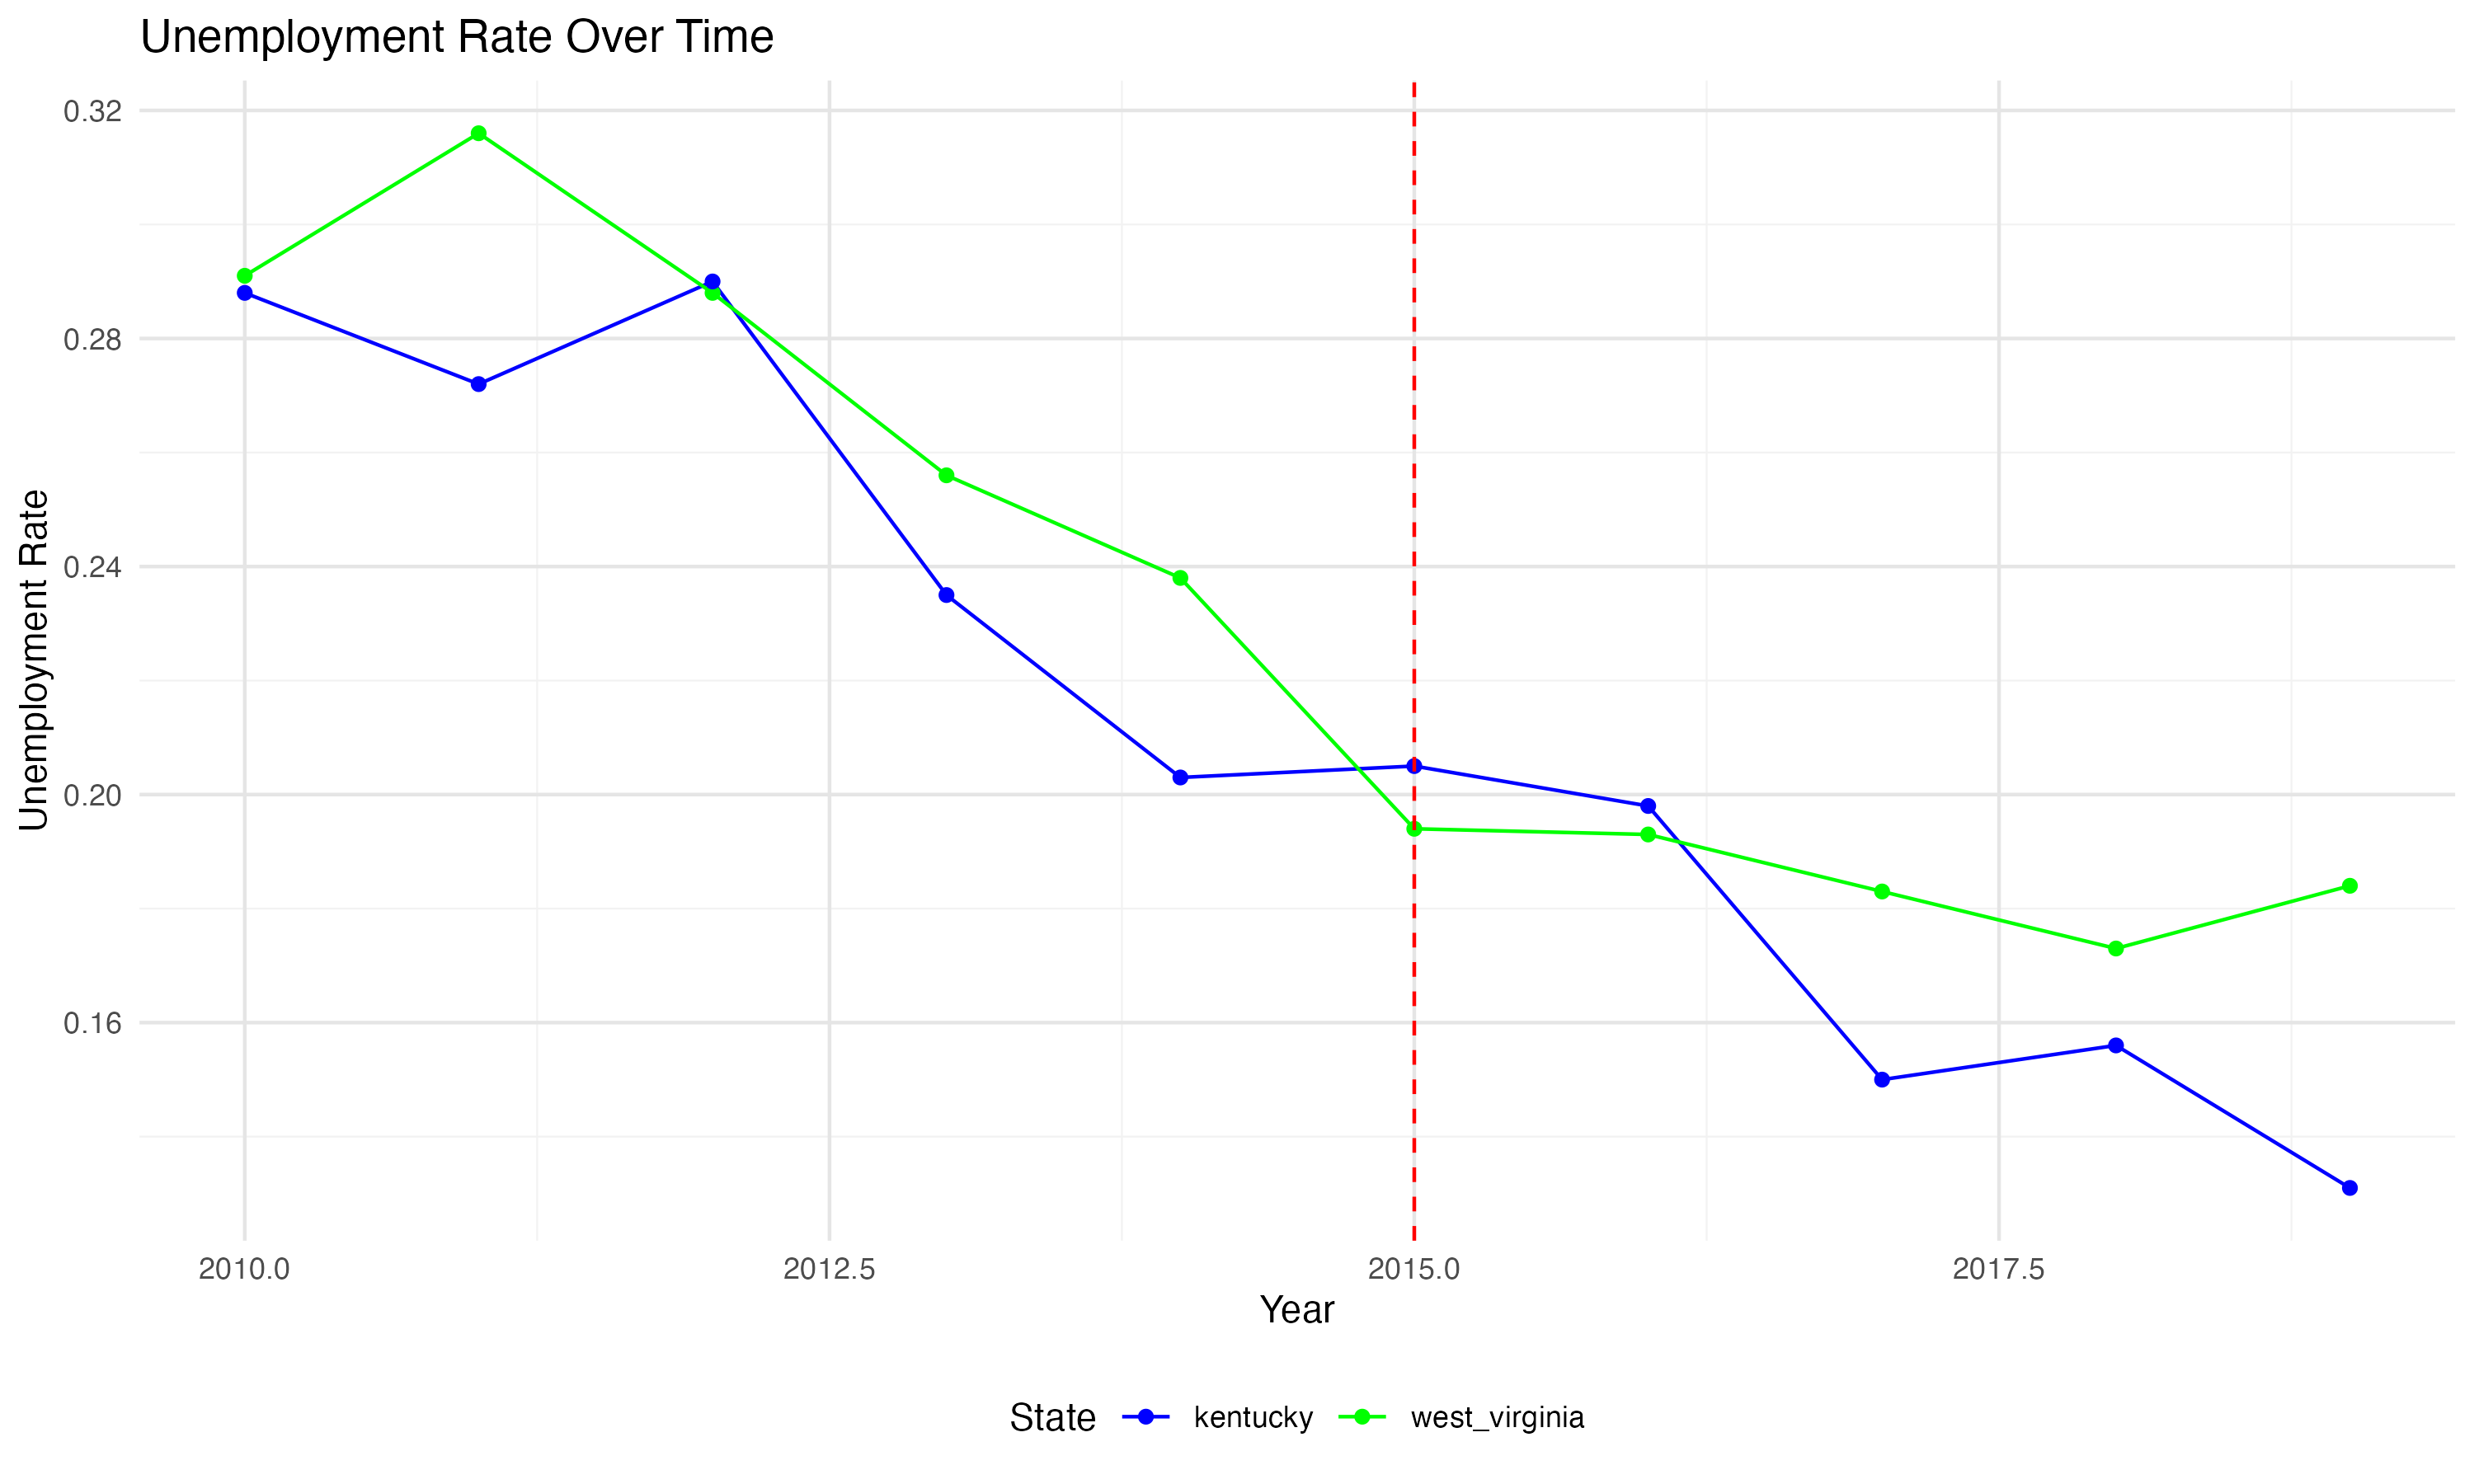 Unemployment Rate Over Time
Unemployment Rate
0.32
0.28
0.24
0.20
0.16
2010.0 2012.5 2015.0 2017.5
Year
State kentucky west_virginia